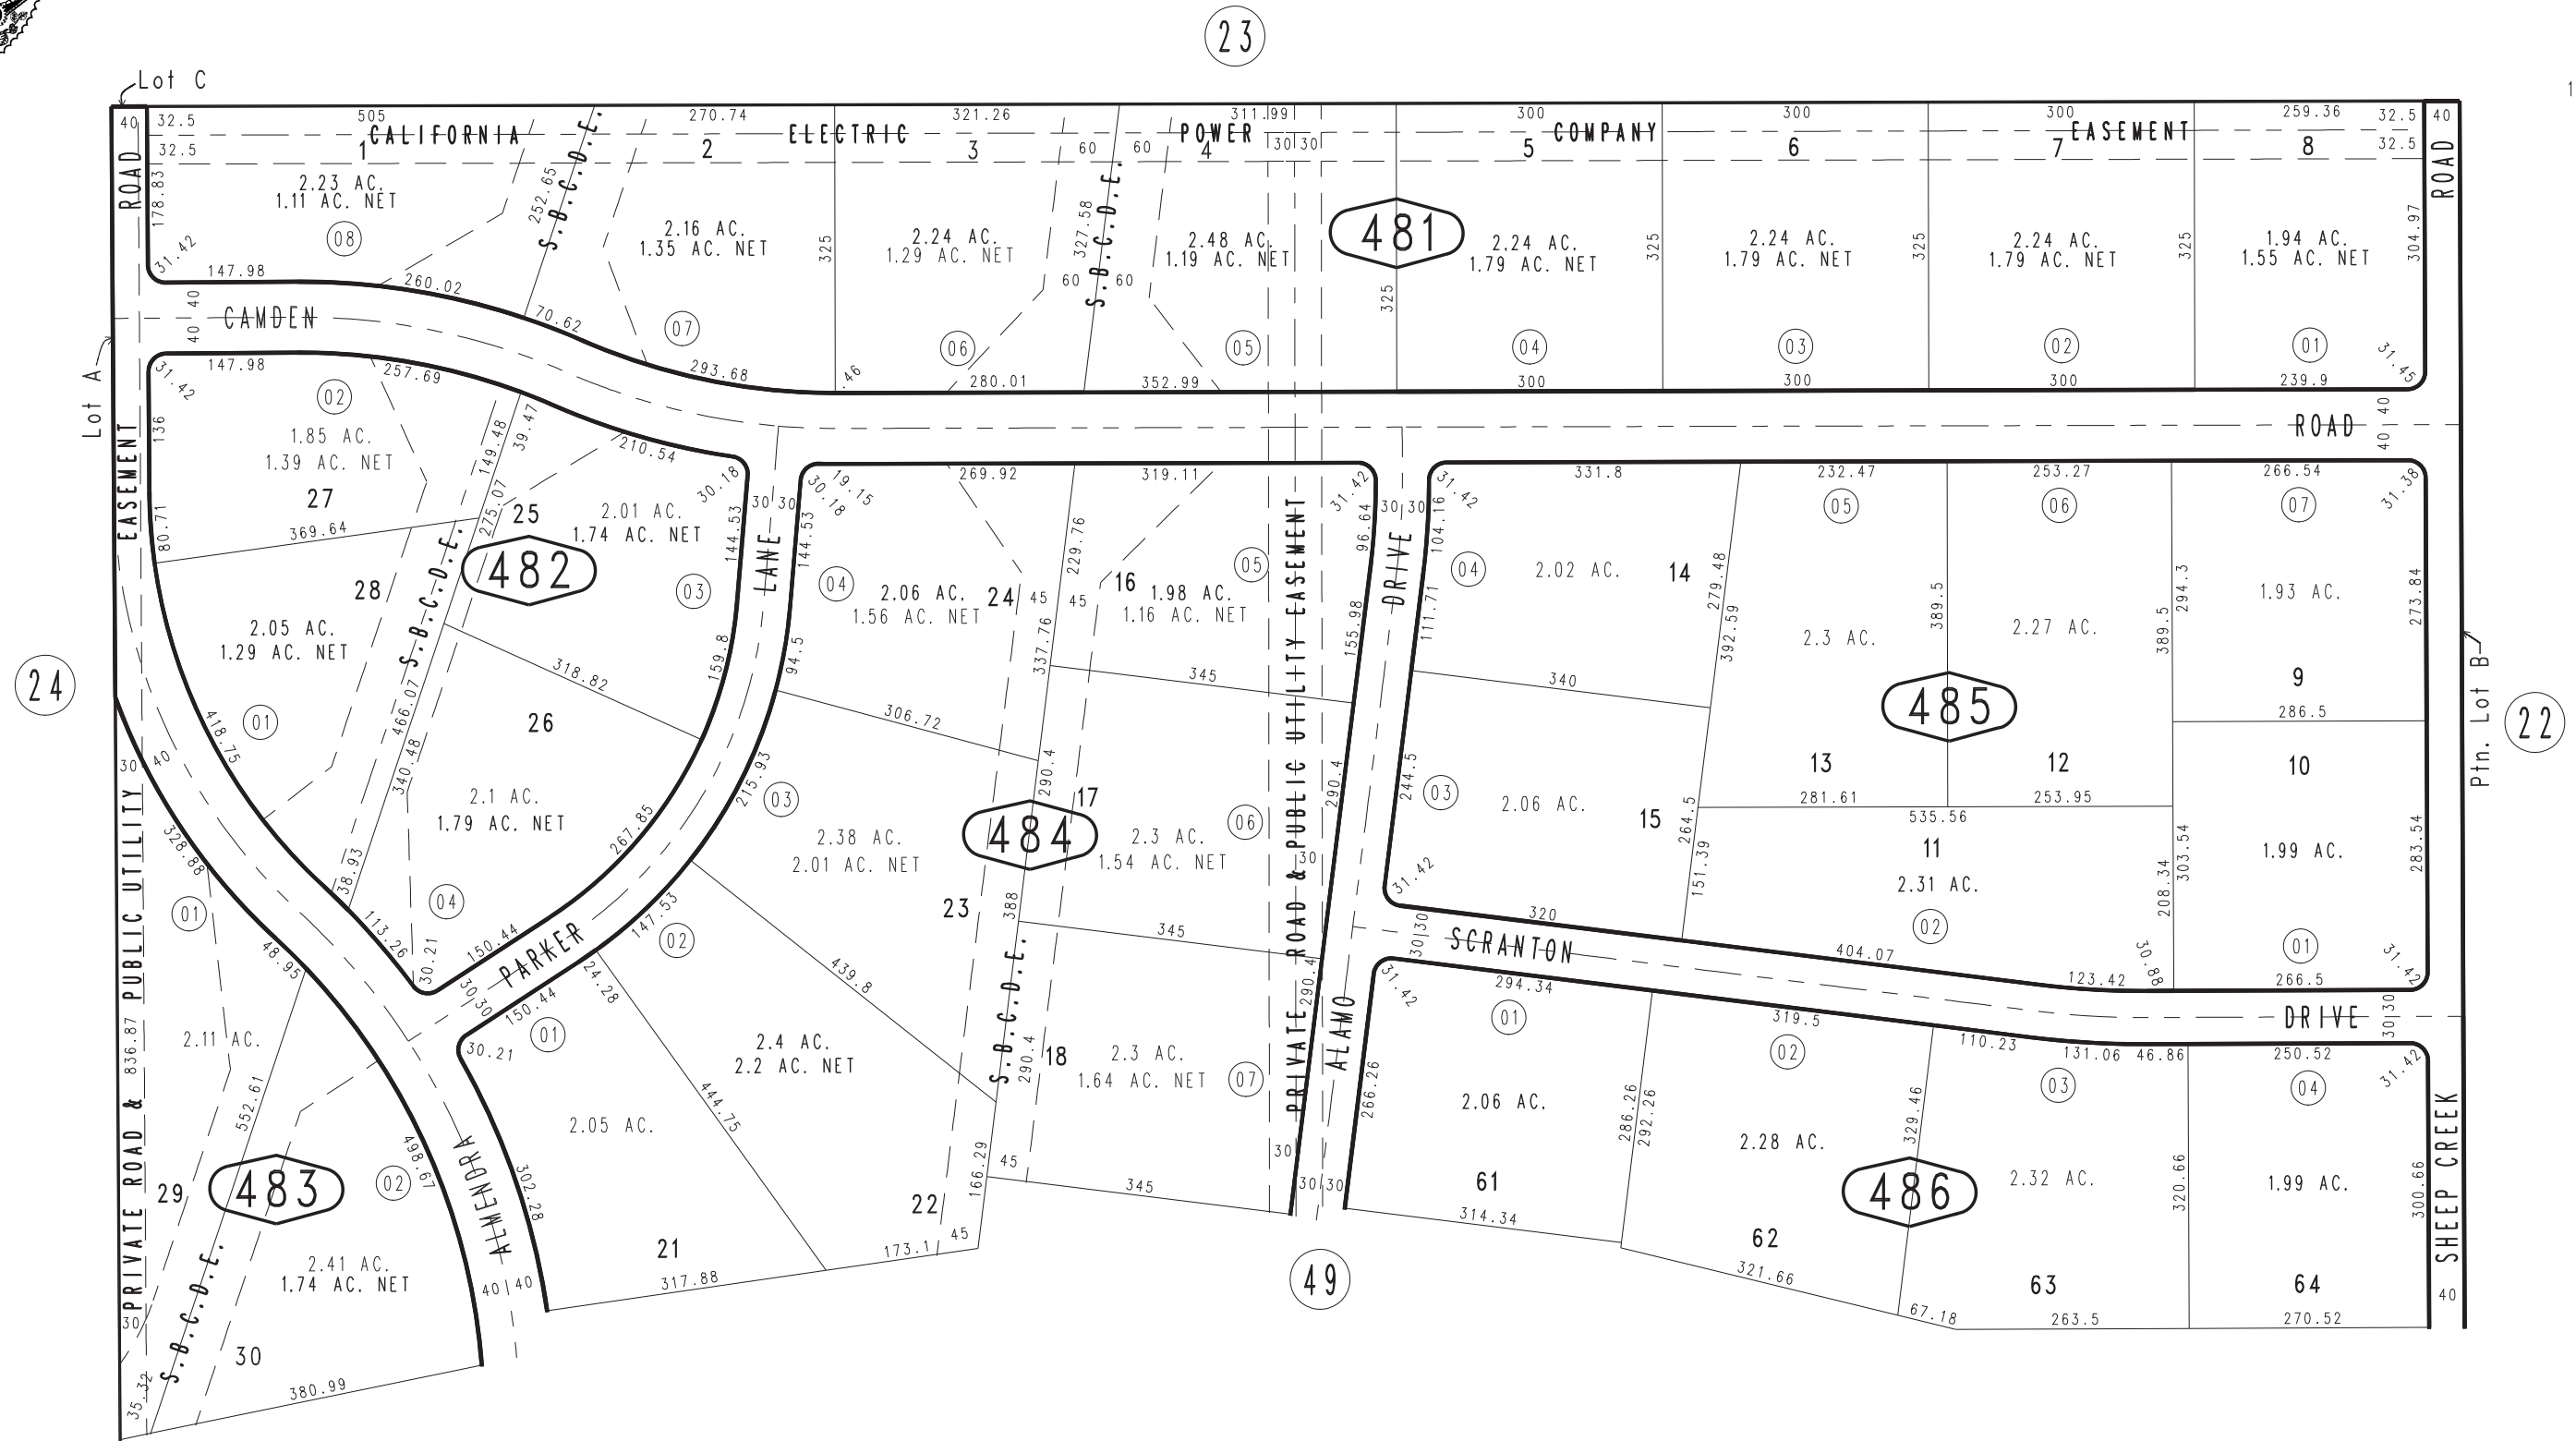 23
Lot C
1
40 32.5 505 270.74 321.26 311.99 300 300 300 259.36 32.5 40
CALIFORNIA ELECTRIC POWER COMPANY EASEMENT
32.5 1 2 3 60 60 4 30 30 5 6 7 8 32.5
ROAD
178.83
2.23 AC.
1.11 AC. NET
08
31.42
147.98
260.02
252.65
S.B.C.D.E.
70.62
2.16 AC.
1.35 AC. NET
07
325
293.68
.46
2.24 AC.
1.29 AC. NET
06
280.01
327.58
60 60
S.B.C.D.E.
2.48 AC.
1.19 AC. NET
05
352.99
481
325
2.24 AC.
1.79 AC. NET
04
300
325
2.24 AC.
1.79 AC. NET
03
300
325
2.24 AC.
1.79 AC. NET
02
300
325
1.94 AC.
1.55 AC. NET
01
239.9
304.97
31.45
ROAD
40 40
CAMDEN
ROAD
40 40
Lot A
EASEMENT
31.42
147.98
257.69
02
136
1.85 AC.
1.39 AC. NET
27
80.71
369.64
149.48
39.47
275.07
210.54
25
2.01 AC.
1.74 AC. NET
30.18
144.53
03
482
28
2.05 AC.
1.29 AC. NET
01
418.75
S.B.C.D.E.
466.07
340.48
38.93
318.82
159.8
26
2.1 AC.
1.79 AC. NET
267.85
04
113.26
30.21
150.44
30 30
LANE
PARKER
30 30
19.15
30.18
144.53
94.5
04
269.92
2.06 AC.
1.56 AC. NET
24
45 45
229.76
337.76
306.72
319.11
31.42
16
1.98 AC.
1.16 AC. NET
05
345
96.64
155.98
215.93
03
2.38 AC.
2.01 AC. NET
23
290.4
484
388
17
2.3 AC.
1.54 AC. NET
06
290.4
30
345
147.53
02
439.8
24.28
2.4 AC.
2.2 AC. NET
22
444.75
S.B.C.D.E.
290.4
166.29
45
173.1
45
18
2.3 AC.
1.64 AC. NET
07
290.4
345
30
PRIVATE ROAD & PUBLIC UTILITY EASEMENT
150.44
01
30.21
2.05 AC.
302.28
21
317.88
30 30
DRIVE
ALAMO
30 30
31.42
104.16
111.71
331.8
04
2.02 AC.
14
279.48
392.59
340
244.5
03
2.06 AC.
15
264.5
151.39
31.42
320
232.47
05
2.3 AC.
13
281.61
389.5
253.27
06
2.27 AC.
12
253.95
389.5
485
535.56
11
2.31 AC.
02
208.34
404.07
123.42
30.88
266.54
07
31.38
294.3
1.93 AC.
9
273.84
286.5
10
303.54
1.99 AC.
283.54
01
266.5
31.42
Ptn. Lot B
22
30 30
SCRANTON
DRIVE
30 30
31.42
294.34
01
266.26
2.06 AC.
61
314.34
286.26
292.26
319.5
02
2.28 AC.
62
321.66
329.46
486
110.23
131.06
46.86
03
2.32 AC.
63
67.18
263.5
320.66
250.52
31.42
04
1.99 AC.
64
270.52
300.66
SHEEP CREEK
40
24
30 40
PRIVATE ROAD & PUBLIC UTILITY
836.87
328.88
01
48.95
2.11 AC.
29
552.61
483
498.67
02
2.41 AC.
1.74 AC. NET
S.B.C.D.E.
30
30
35.32
380.99
ALMENDRA
40 40
49